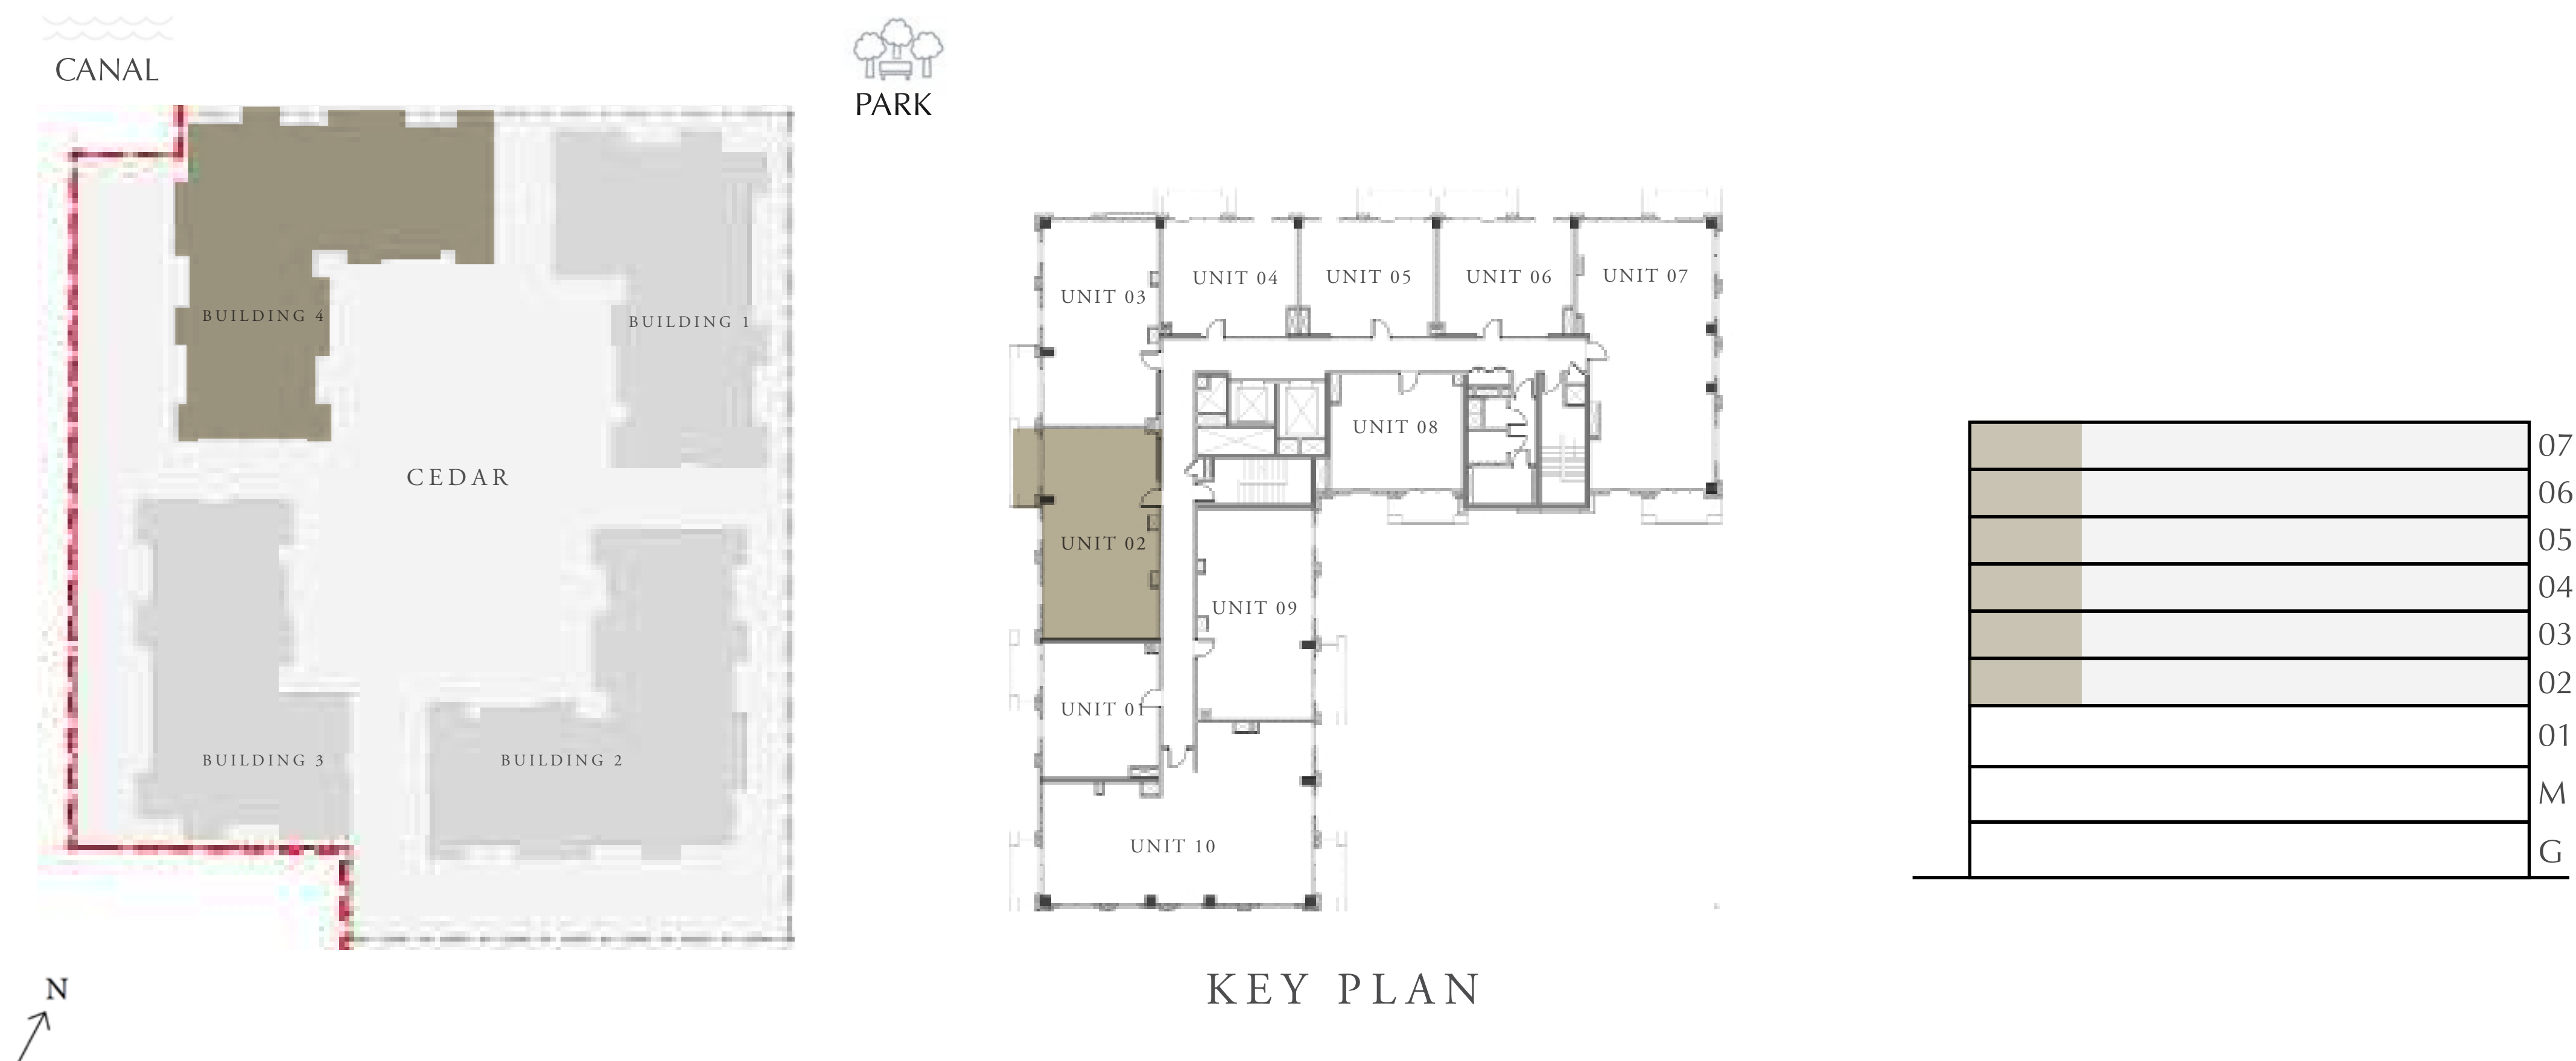 CANAL
PARK
BUILDING 4
BUILDING 1
CEDAR
BUILDING 3
BUILDING 2
N
UNIT 03
UNIT 04
UNIT 05
UNIT 06
UNIT 07
UNIT 08
UNIT 02
UNIT 09
UNIT 01
UNIT 10
KEY PLAN
07
06
05
04
03
02
01
M
G